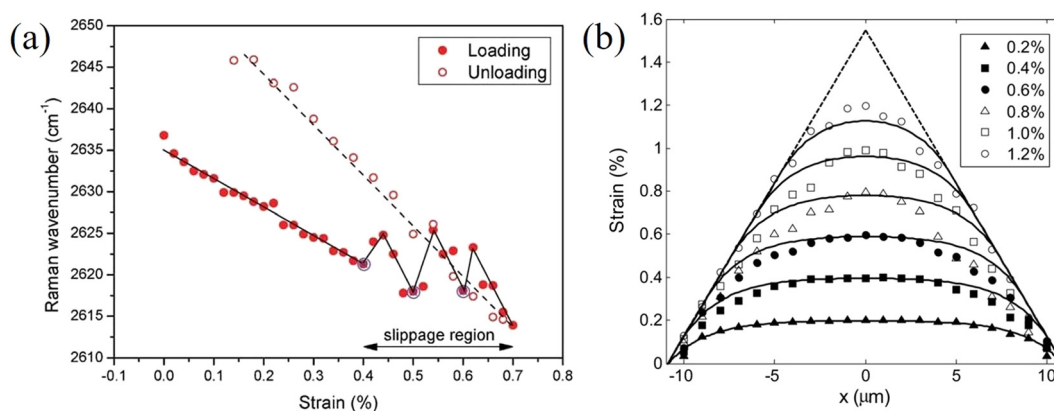 (a)
2650
2645
2640
2635
2630
2625
2620
2615
2610
Raman wavenumber (cm⁻¹)
Loading
Unloading
slippage region
-0.1 0.0 0.1 0.2 0.3 0.4 0.5 0.6 0.7 0.8
Strain (%)
(b)
1.6
1.4
1.2
1
0.8
0.6
0.4
0.2
0
Strain (%)
0.2%
0.4%
0.6%
0.8%
1.0%
1.2%
-10 -5 0 5 10
x (μm)